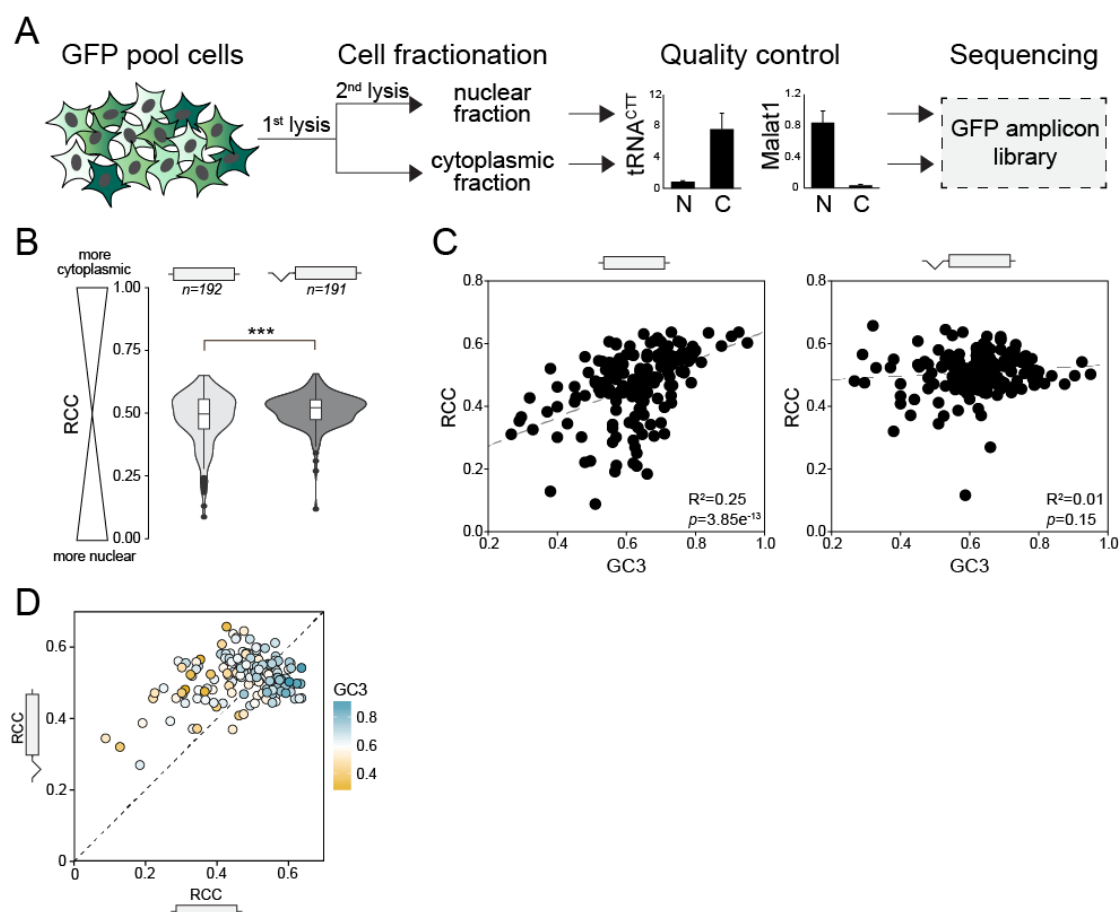 A
GFP pool cells
Cell fractionation
Quality control
Sequencing
1st lysis
2nd lysis
nuclear
fraction
cytoplasmic
fraction
tRNACTT
12
8
4
0
N C
Malat1
1.2
0.8
0.4
0
N C
GFP amplicon
library
B
more
cytoplasmic
RCC
more nuclear
1.00
0.75
0.50
0.25
0.00
n=192
n=191
***
C
RCC
0.8
0.6
0.4
0.2
0.0
0.2 0.4 0.6 0.8 1.0
GC3
R²=0.25
p=3.85e⁻¹³
RCC
0.8
0.6
0.4
0.2
0.0
0.2 0.4 0.6 0.8 1.0
GC3
R²=0.01
p=0.15
D
RCC
0.6
0.4
0.2
0
0 0.2 0.4 0.6
RCC
GC3
0.8
0.6
0.4